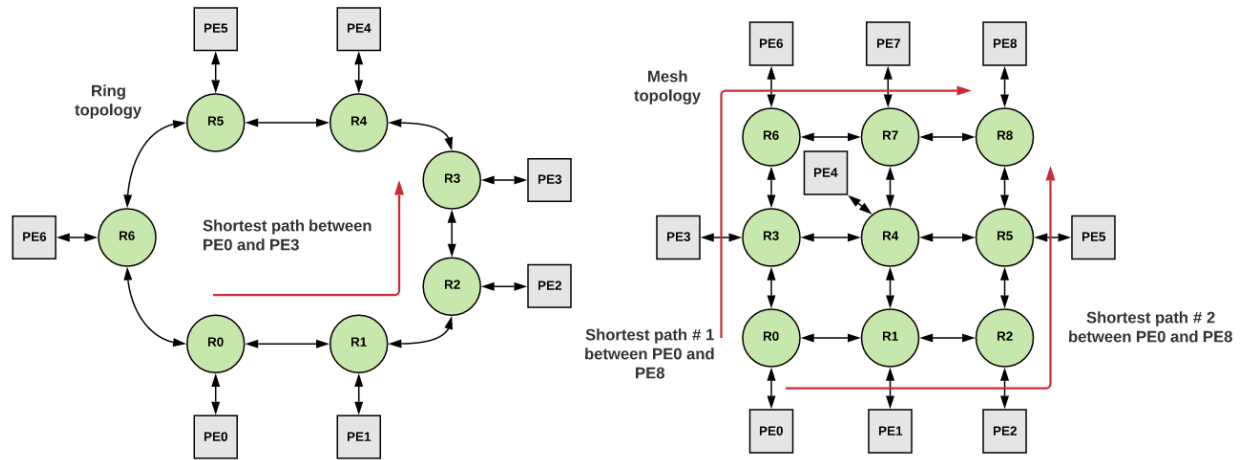 PE5
PE4
Ring
topology
R5
R4
R3
PE3
Shortest path between
PE0 and PE3
PE6
R6
R2
PE2
R0
R1
PE0
PE1
PE6
PE7
PE8
Mesh
topology
R6
R7
R8
PE4
PE3
R3
R4
R5
PE5
Shortest path # 1
between PE0 and
PE8
R0
R1
R2
Shortest path # 2
between PE0 and PE8
PE0
PE1
PE2